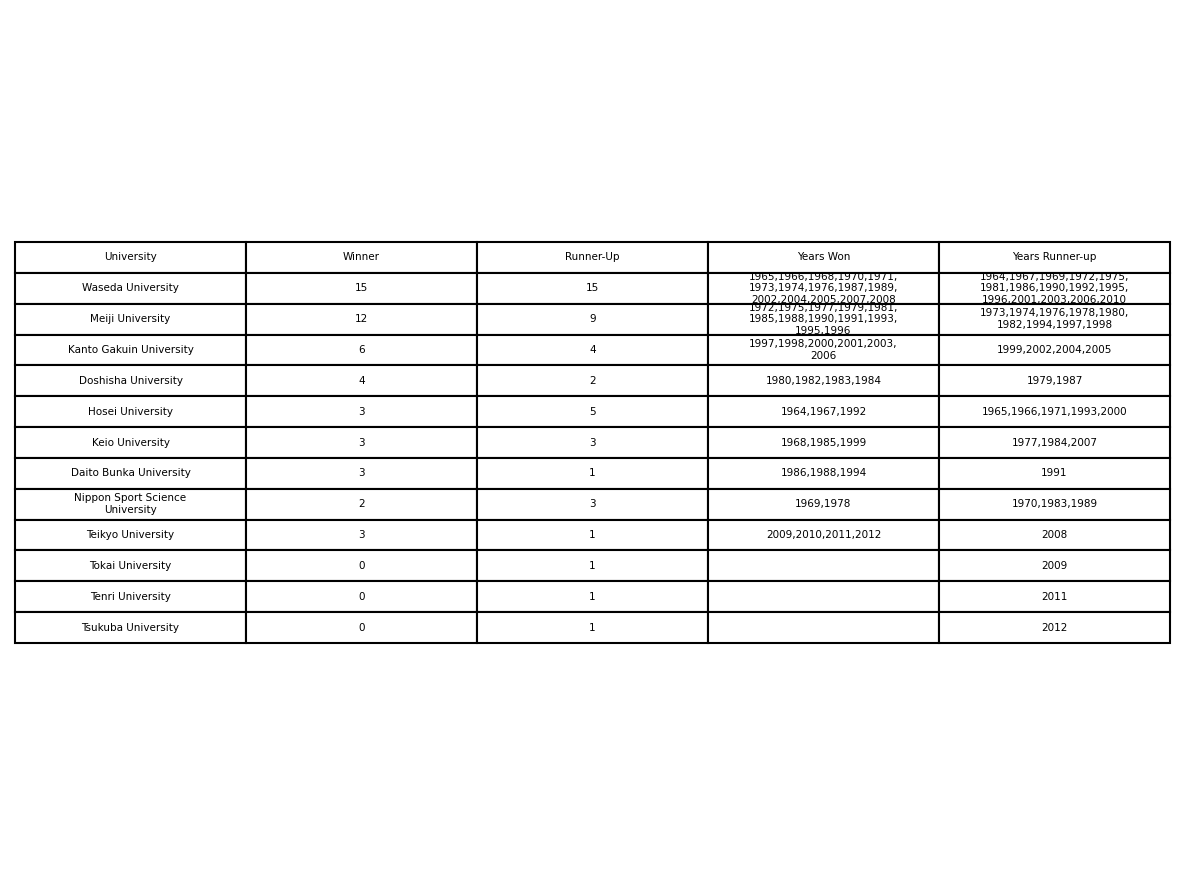 University Winner Runner-Up Years Won Years Runner-up
Waseda University 15 15 1965,1966,1968,1970,1971, 1964,1967,1969,1972,1975,
1973,1974,1976,1987,1989, 1981,1986,1990,1992,1995,
2002,2004,2005,2007,2008 1996,2001,2003,2006,2010
Meiji University 12 9 1972,1975,1977,1979,1981, 1973,1974,1976,1978,1980,
1985,1988,1990,1991,1993, 1982,1994,1997,1998
1995,1996
Kanto Gakuin University 6 4 1997,1998,2000,2001,2003, 1999,2002,2004,2005
2006
Doshisha University 4 2 1980,1982,1983,1984 1979,1987
Hosei University 3 5 1964,1967,1992 1965,1966,1971,1993,2000
Keio University 3 3 1968,1985,1999 1977,1984,2007
Daito Bunka University 3 1 1986,1988,1994 1991
Nippon Sport Science
University 2 3 1969,1978 1970,1983,1989
Teikyo University 3 1 2009,2010,2011,2012 2008
Tokai University 0 1 2009
Tenri University 0 1 2011
Tsukuba University 0 1 2012